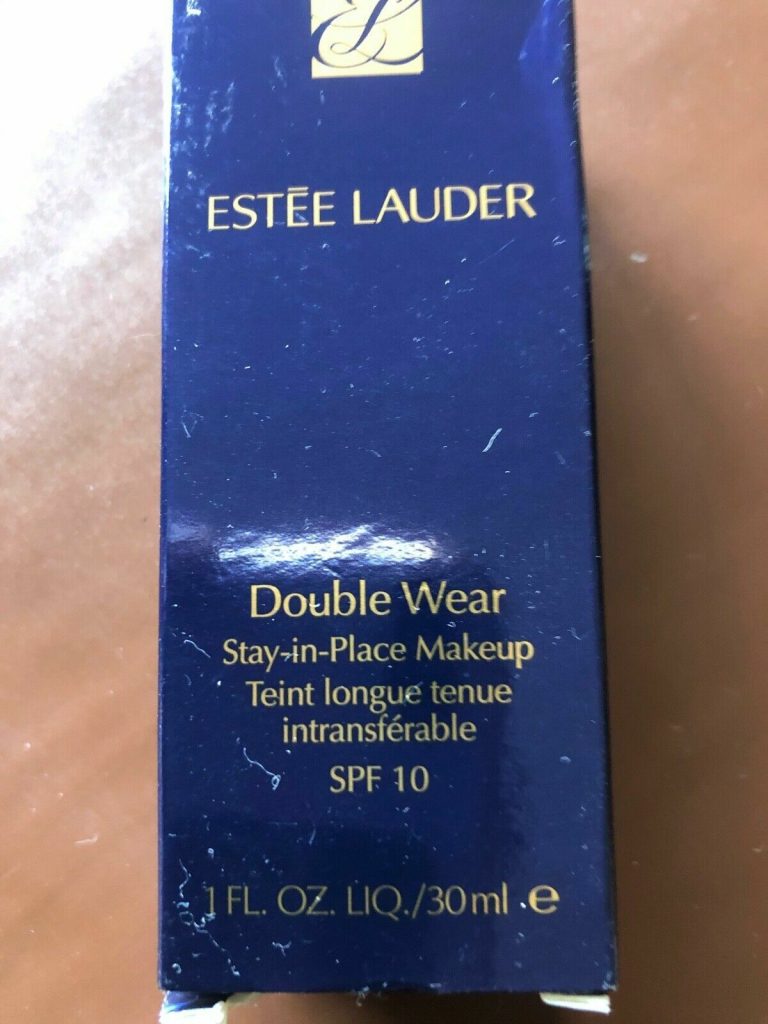 ESTĒE LAUDER
Double Wear
Stay-in-Place Makeup
Teint longue tenue
intransférable
SPF 10
1 FL. OZ. LIQ./30ml ℮